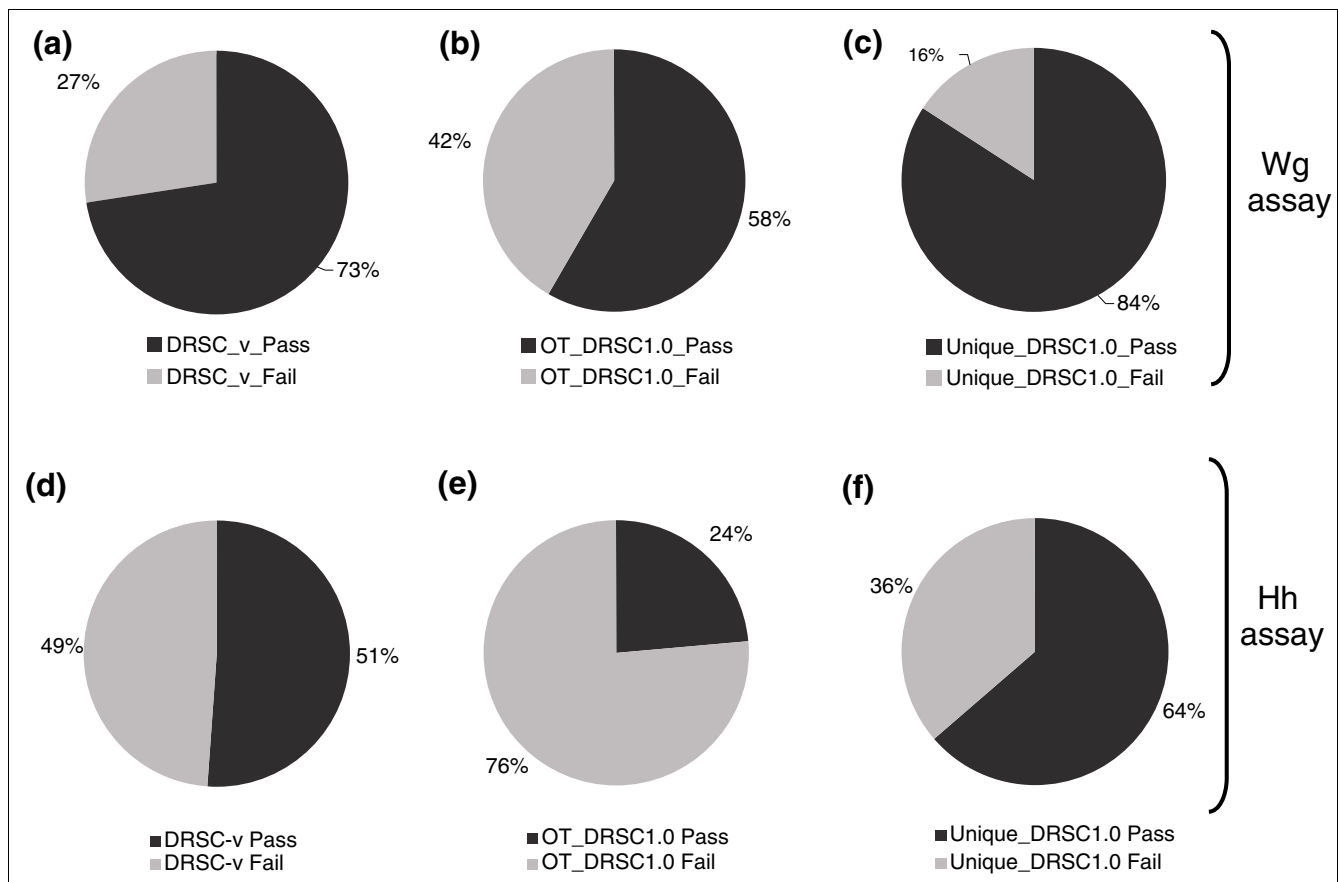 (a)
27%
73%
DRSC_v_Pass
DRSC_v_Fail
(b)
42%
58%
OT_DRSC1.0_Pass
OT_DRSC1.0_Fail
(c)
16%
84%
Unique_DRSC1.0_Pass
Unique_DRSC1.0_Fail
Wg
assay
(d)
49%
51%
DRSC-v Pass
DRSC-v Fail
(e)
24%
76%
OT_DRSC1.0 Pass
OT_DRSC1.0 Fail
(f)
36%
64%
Unique_DRSC1.0 Pass
Unique_DRSC1.0 Fail
Hh
assay